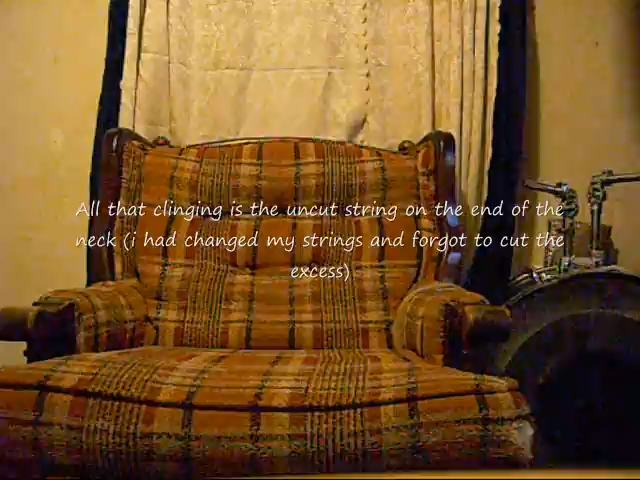 All that clinging is the uncut string on the end of the
neck (i had changed my strings and forgot to cut the
excess)